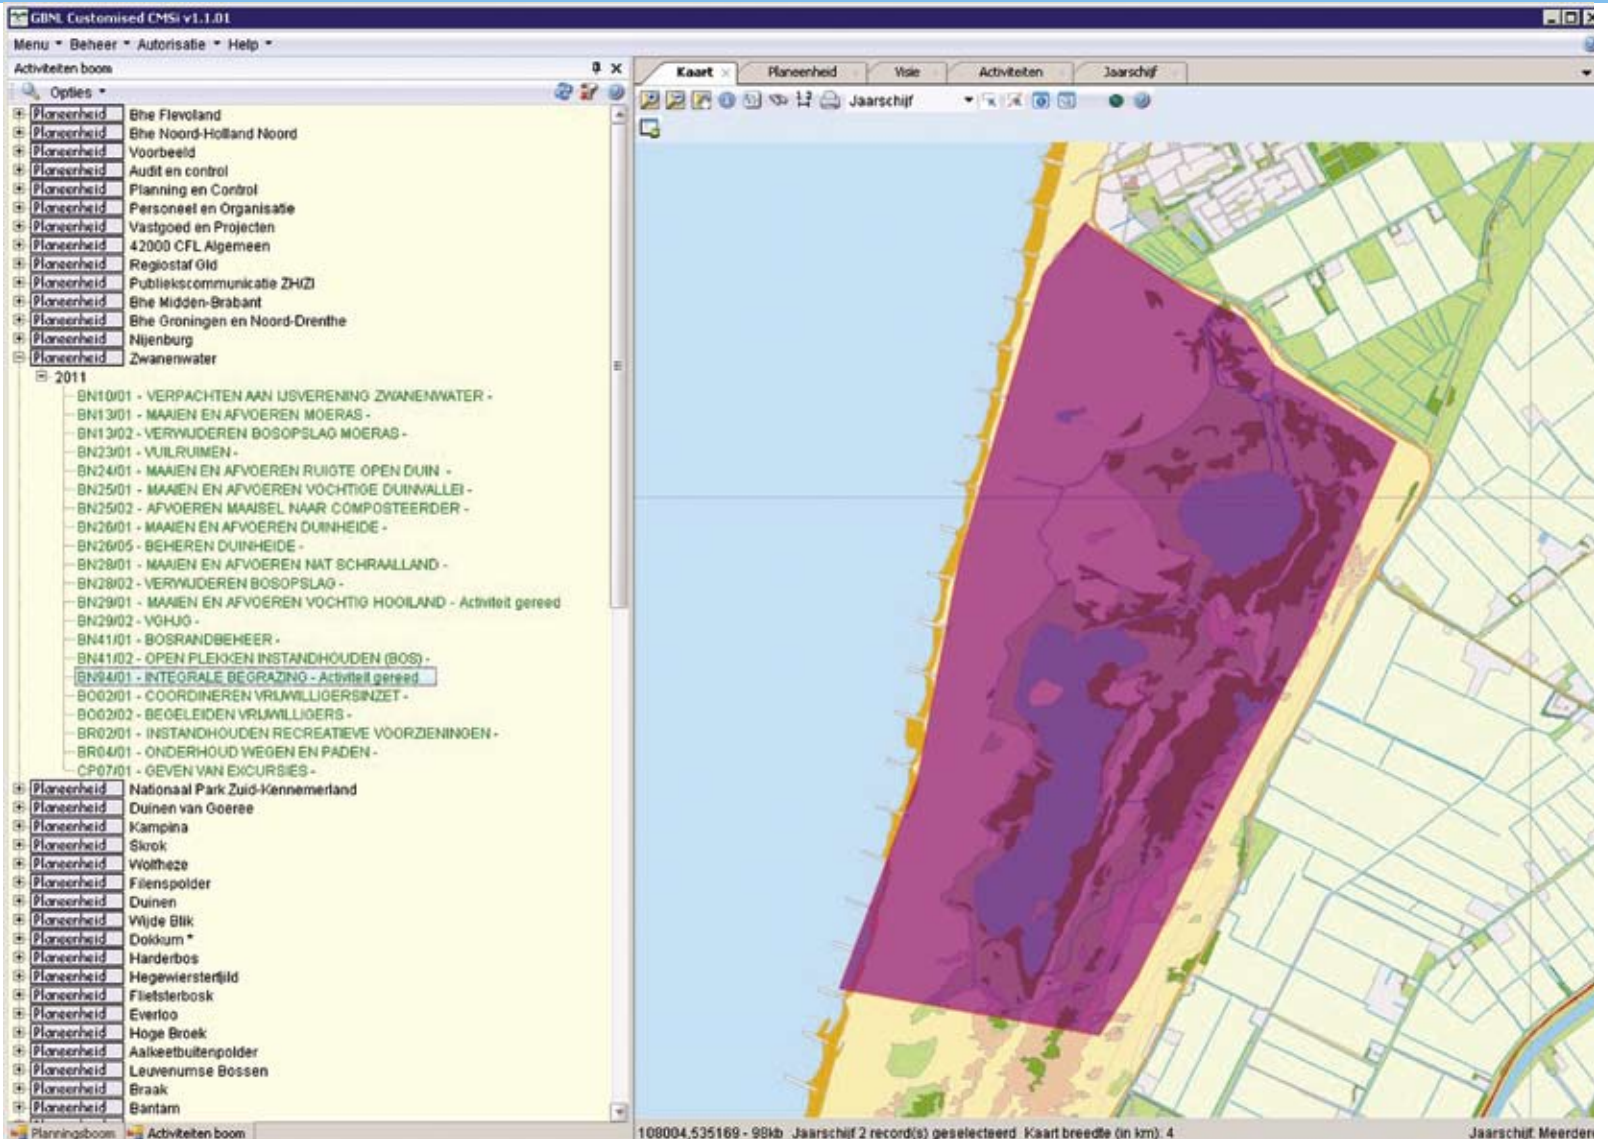 GBNL Customised CMSi v1.1.01
Menu Beheer Autorisatie Help
Activiteiten boom
Opties
Planeenheid Bhe Flevoland
Planeenheid Bhe Noord-Holland Noord
Planeenheid Voorbeeld
Planeenheid Audit en control
Planeenheid Planning en Control
Planeenheid Personeel en Organisatie
Planeenheid Vastgoed en Projecten
Planeenheid 42000 CFL Algemeen
Planeenheid Regiostaf Gld
Planeenheid Publiekscommunicatie ZH/Zl
Planeenheid Bhe Midden-Brabant
Planeenheid Bhe Groningen en Noord-Drenthe
Planeenheid Nijenburg
Planeenheid Zwanenwater
2011
BN10/01 - VERPACHTEN AAN IJSVERENING ZWANENWATER -
BN13/01 - MAAIEN EN AFVOEREN MOERAS -
BN13/02 - VERWIJDEREN BOSOPSLAG MOERAS -
BN23/01 - VUILRUIMEN -
BN24/01 - MAAIEN EN AFVOEREN RUIGTE OPEN DUIN -
BN25/01 - MAAIEN EN AFVOEREN VOCHTIGE DUINVALLEI -
BN25/02 - AFVOEREN MAAISEL NAAR COMPOSTEERDER -
BN26/01 - MAAIEN EN AFVOEREN DUINHEIDE -
BN26/05 - BEHEREN DUINHEIDE -
BN28/01 - MAAIEN EN AFVOEREN NAT SCHRAALLAND -
BN28/02 - VERWIJDEREN BOSOPSLAG -
BN29/01 - MAAIEN EN AFVOEREN VOCHTIG HOOILAND - Activiteit gereed
BN29/02 - VGHJG -
BN41/01 - BOSRANDBEHEER -
BN41/02 - OPEN PLEKKEN INSTANDHOUDEN (BOS) -
BN94/01 - INTEGRALE BEGRAZING - Activiteit gereed
BO02/01 - COORDINEREN VRIJWILLIGERSINZET -
BO02/02 - BEGELEIDEN VRIJWILLIGERS -
BR02/01 - INSTANDHOUDEN RECREATIEVE VOORZIENINGEN -
BR04/01 - ONDERHOUD WEGEN EN PADEN -
CP07/01 - GEVEN VAN EXCURSIES -
Planeenheid Nationaal Park Zuid-Kennemerland
Planeenheid Duinen van Goeree
Planeenheid Kampina
Planeenheid Skrok
Planeenheid Wolfheze
Planeenheid Filenspolder
Planeenheid Duinen
Planeenheid Wijde Blik
Planeenheid Dokkum *
Planeenheid Harderbos
Planeenheid Hegewierstertjild
Planeenheid Flietsterbosk
Planeenheid Everloo
Planeenheid Hoge Broek
Planeenheid Aalkeetbuitenpolder
Planeenheid Leuvenumse Bossen
Planeenheid Braak
Planeenheid Bantam
Planningsboom Activiteiten boom
Kaart Planeenheid Visie Activiteiten Jaarschijf
Jaarschijf
108004,535169 - 98kb Jaarschijf 2 record(s) geselecteerd Kaart breedte (in km): 4
Jaarschijf: Meerdere